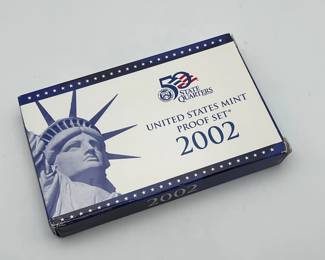 50
STATE
QUARTERS
UNITED STATES MINT
PROOF SET®
2002
2002